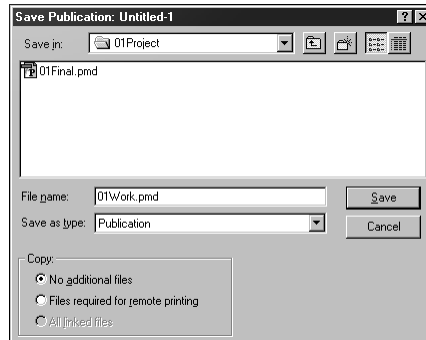 Save Publication: Untitled-1
Save in: 01Project
01Final.pmd
File name: 01Work.pmd Save
Save as type: Publication Cancel
Copy:
No additional files
Files required for remote printing
All linked files